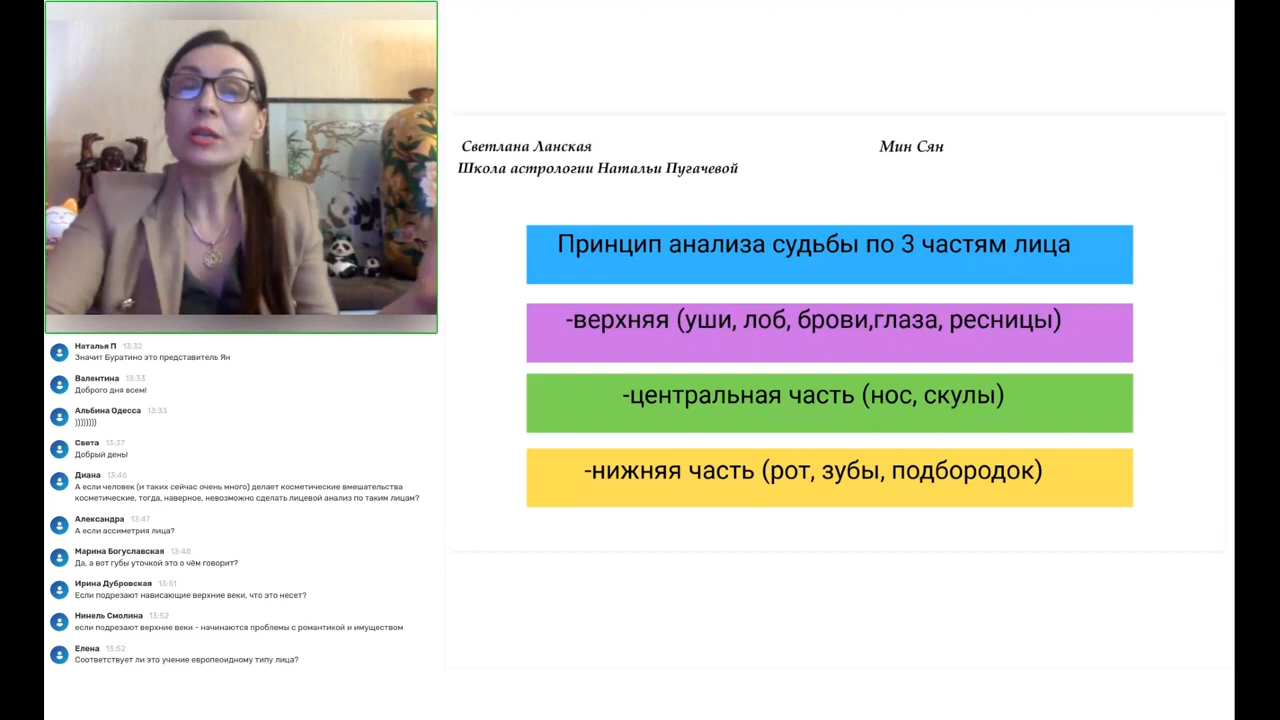 Светлана Ланская
Мин Сян
Школа астрологии Натальи Пугачевой
Принцип анализа судьбы по 3 частям лица
-верхняя (уши, лоб, брови,глаза, ресницы)
-центральная часть (нос, скулы)
-нижняя часть (рот, зубы, подбородок)
Наталья П 13:32
Значит Буратино это представитель Ян
Валентина 13:33
Доброго дня всем!
Альбина Одесса 13:33
))))))))
Света 13:37
Добрый день!
Диана 13:46
А если человек (и таких сейчас очень много) делает косметические вмешательства
косметические, тогда, наверное, невозможно сделать лицевой анализ по таким лицам?
Александра 13:47
А если ассиметрия лица?
Марина Богуславская 13:48
Да, а вот губы уточкой это о чём говорит?
Ирина Дубровская 13:51
Если подрезают нависающие верхние веки, что это несет?
Нинель Смолина 13:52
если подрезают верхние веки - начинаются проблемы с романтикой и имуществом
Елена 13:52
Соответствует ли это учение европеоидному типу лица?